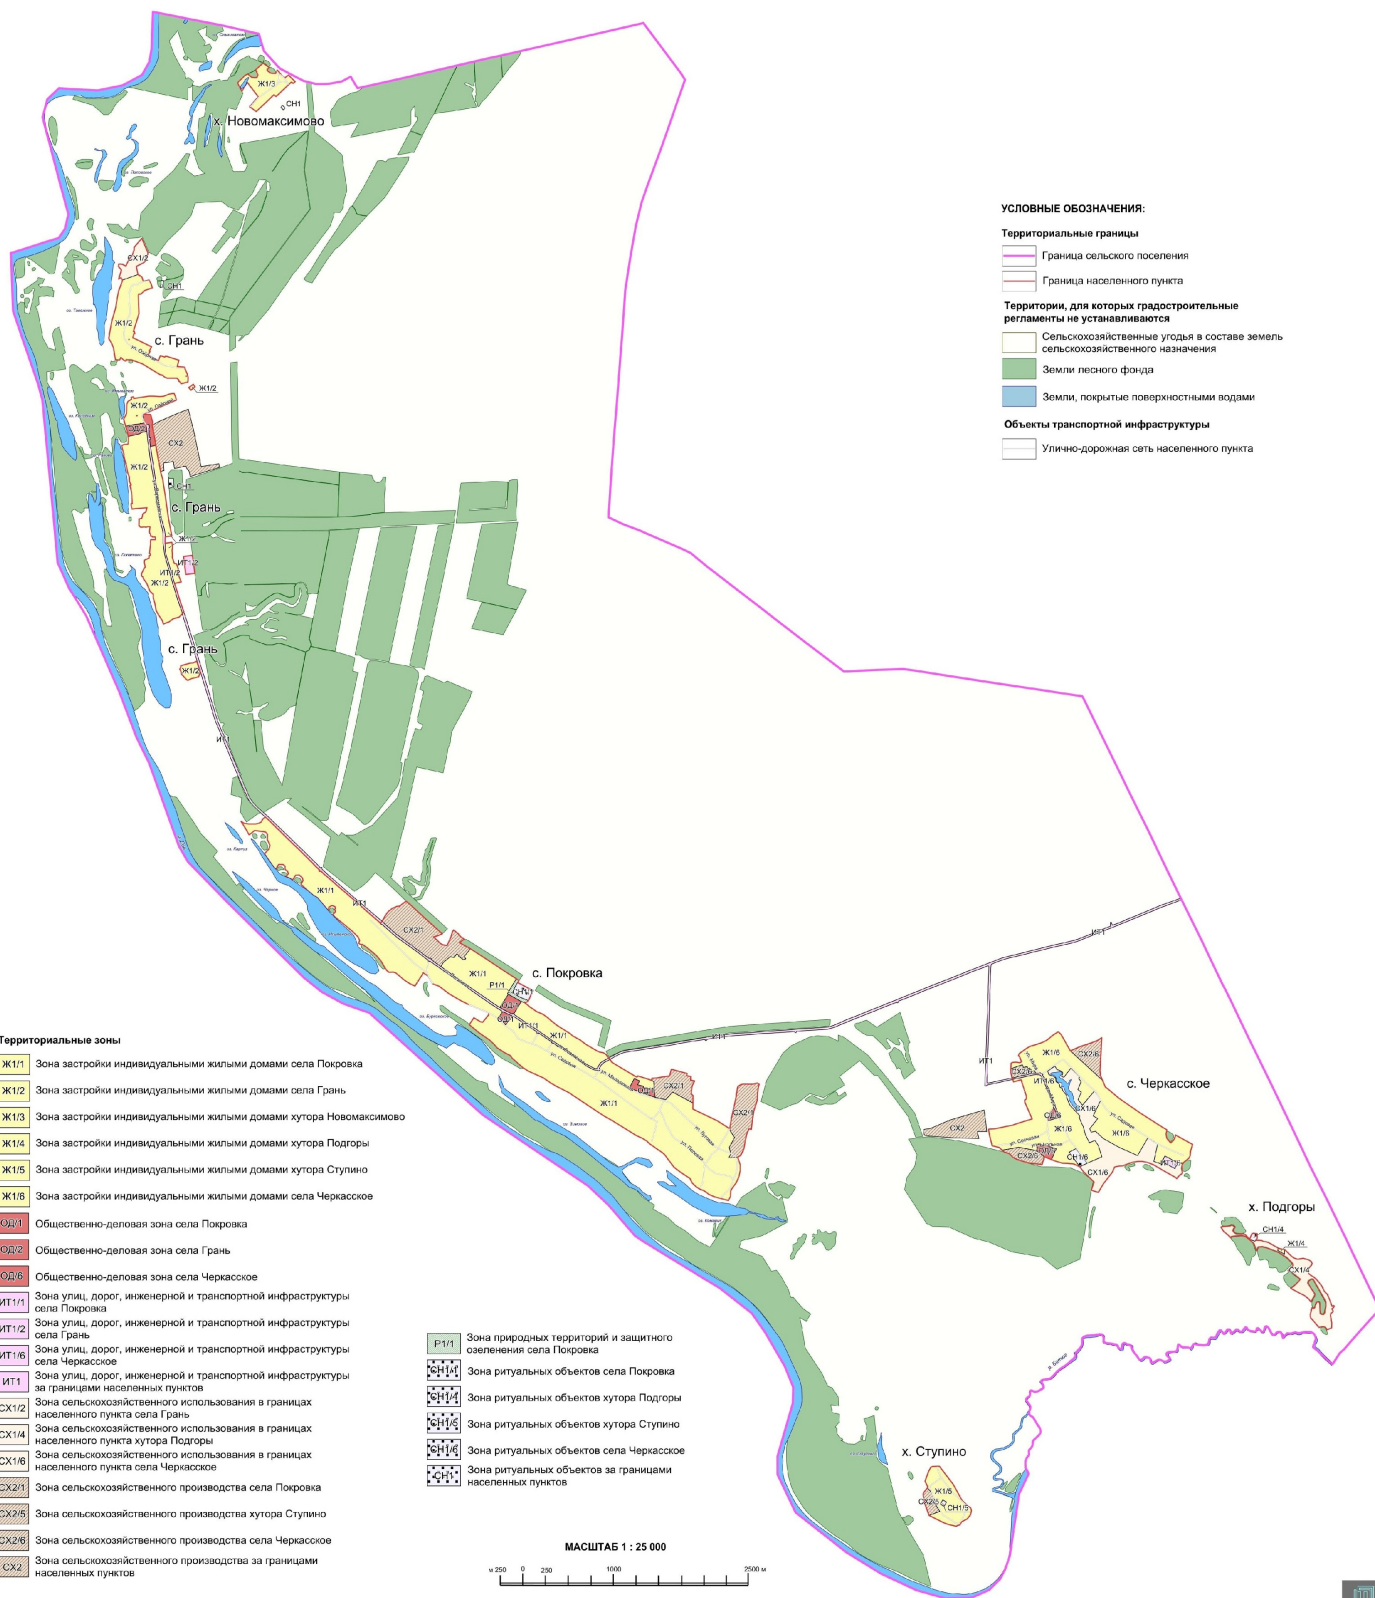 Ж1/3
СН1
х. Новомаксимово
СХ1/2
СН1
Ж1/2
с. Грань
Ж1/2
Ж1/2
СХ2
Ж1/2
СН1
с. Грань
ИТ1/2
ИТ1/2
Ж1/2
с. Грань
Ж1/2
ИТ1
Ж1/1
ИТ1
СХ2/1
Ж1/1
с. Покровка
Р1/1
ИТ1/1
Ж1/1
ИТ1
ИТ1
Ж1/1
СХ2/1
СХ2/1
ИТ1
Ж1/6
СХ2/6
СХ2/6
с. Черкасское
ИТ1/6
СХ1/6
Ж1/6
Ж1/6
СХ2
СХ2/6
СН1/6
СХ1/6
х. Подгоры
СН1/4
Ж1/4
СХ1/4
х. Ступино
Ж1/5
СХ2/5
СН1/5
УСЛОВНЫЕ ОБОЗНАЧЕНИЯ:
Территориальные границы
Граница сельского поселения
Граница населенного пункта
Территории, для которых градостроительные
регламенты не устанавливаются
Сельскохозяйственные угодья в составе земель
сельскохозяйственного назначения
Земли лесного фонда
Земли, покрытые поверхностными водами
Объекты транспортной инфраструктуры
Улично-дорожная сеть населенного пункта
Территориальные зоны
Ж1/1 Зона застройки индивидуальными жилыми домами села Покровка
Ж1/2 Зона застройки индивидуальными жилыми домами села Грань
Ж1/3 Зона застройки индивидуальными жилыми домами хутора Новомаксимово
Ж1/4 Зона застройки индивидуальными жилыми домами хутора Подгоры
Ж1/5 Зона застройки индивидуальными жилыми домами хутора Ступино
Ж1/6 Зона застройки индивидуальными жилыми домами села Черкасское
ОД/1 Общественно-деловая зона села Покровка
ОД/2 Общественно-деловая зона села Грань
ОД/6 Общественно-деловая зона села Черкасское
ИТ1/1 Зона улиц, дорог, инженерной и транспортной инфраструктуры
села Покровка
ИТ1/2 Зона улиц, дорог, инженерной и транспортной инфраструктуры
села Грань
ИТ1/6 Зона улиц, дорог, инженерной и транспортной инфраструктуры
села Черкасское
ИТ1 Зона улиц, дорог, инженерной и транспортной инфраструктуры
за границами населенных пунктов
СХ1/2 Зона сельскохозяйственного использования в границах
населенного пункта села Грань
СХ1/4 Зона сельскохозяйственного использования в границах
населенного пункта хутора Подгоры
СХ1/6 Зона сельскохозяйственного использования в границах
населенного пункта села Черкасское
СХ2/1 Зона сельскохозяйственного производства села Покровка
СХ2/5 Зона сельскохозяйственного производства хутора Ступино
СХ2/6 Зона сельскохозяйственного производства села Черкасское
СХ2 Зона сельскохозяйственного производства за границами
населенных пунктов
Р1/1 Зона природных территорий и защитного
озеленения села Покровка
СН1/1 Зона ритуальных объектов села Покровка
СН1/4 Зона ритуальных объектов хутора Подгоры
СН1/5 Зона ритуальных объектов хутора Ступино
СН1/6 Зона ритуальных объектов села Черкасское
СН1 Зона ритуальных объектов за границами
населенных пунктов
МАСШТАБ 1 : 25 000
м 250 0 250 1000 2500 м